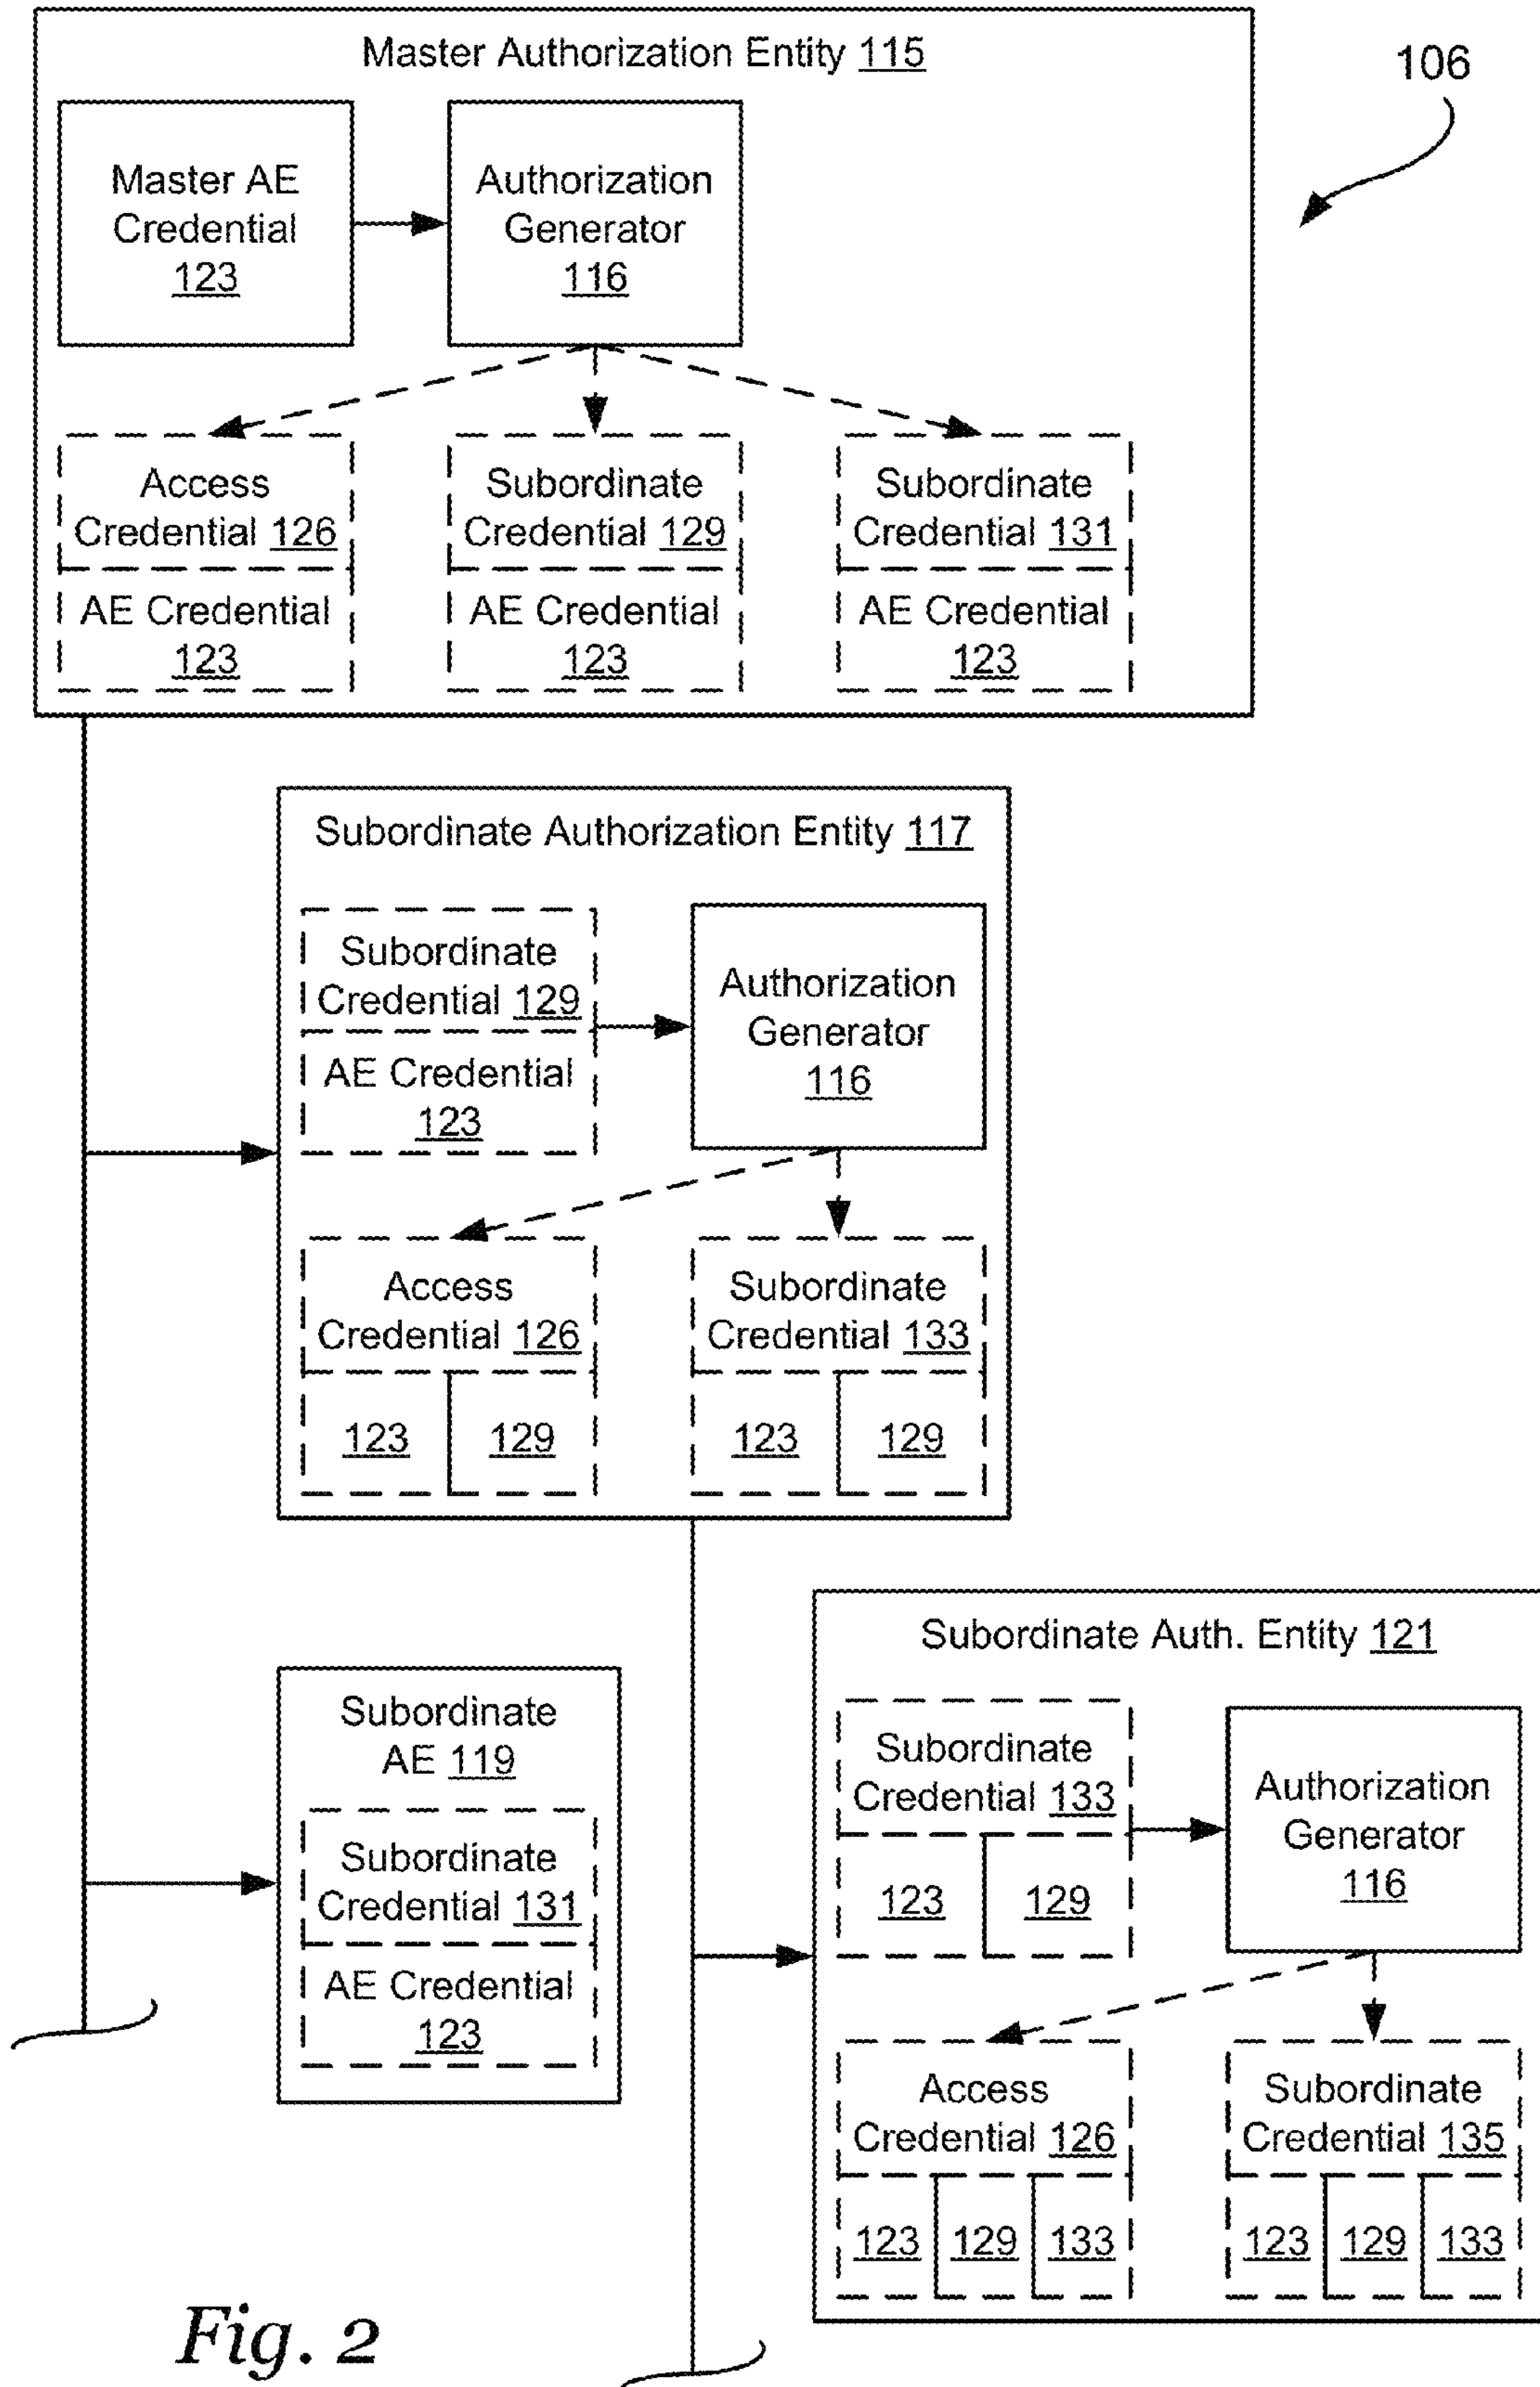 Master Authorization Entity 115
106
Master AE
Credential
123
Authorization
Generator
116
Access
Credential 126
AE Credential
123
Subordinate
Credential 129
AE Credential
123
Subordinate
Credential 131
AE Credential
123
Subordinate Authorization Entity 117
Subordinate
Credential 129
AE Credential
123
Authorization
Generator
116
Access
Credential 126
123 129
Subordinate
Credential 133
123 129
Subordinate
AE 119
Subordinate
Credential 131
AE Credential
123
Subordinate Auth. Entity 121
Subordinate
Credential 133
123 129
Authorization
Generator
116
Access
Credential 126
123 129 133
Subordinate
Credential 135
123 129 133
Fig. 2